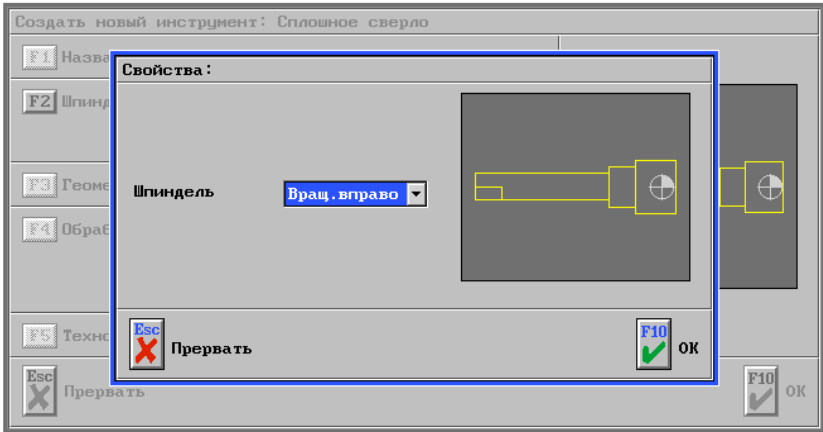 Создать новый инструмент: Сплошное сверло
F1 Назва
Свойства:
F2 Шпинд
F3 Геоме
Шпиндель Вращ.вправо
F4 Обраб
F5 Техно
Esc Прервать
F10 OK
Esc Прервать
F10 OK